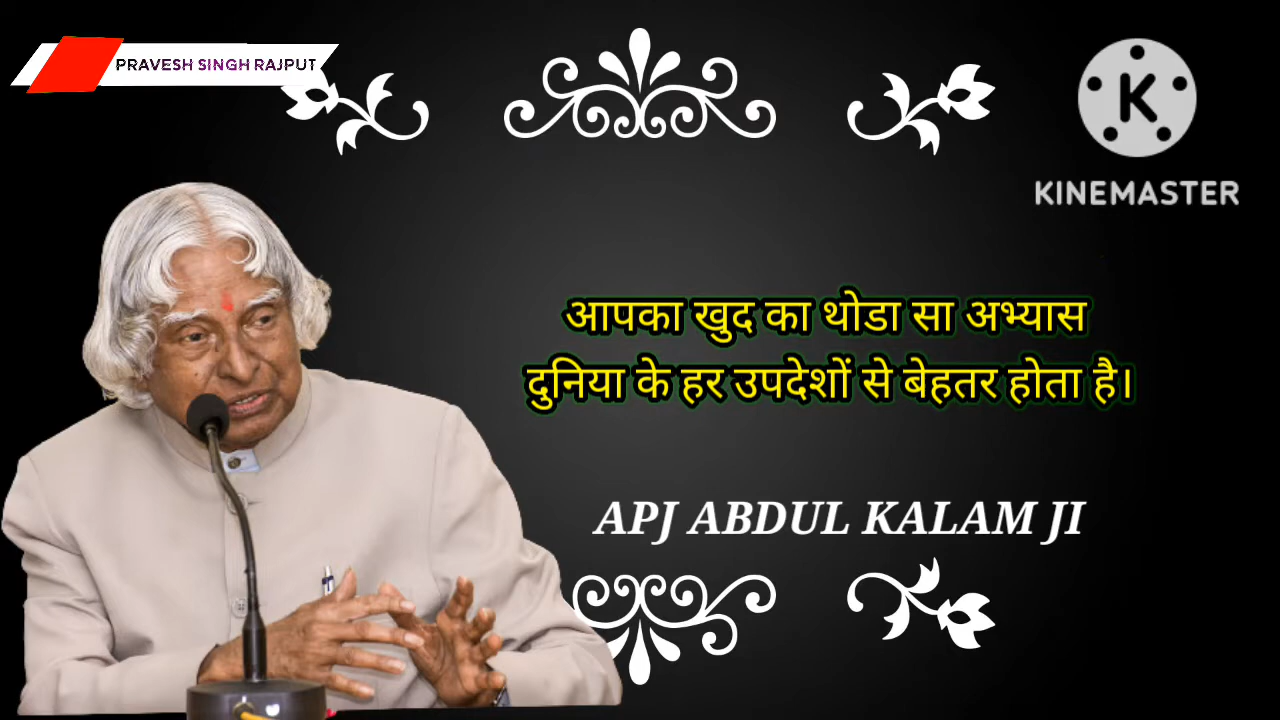 PRAVESH SINGH RAJPUT
K
KINEMASTER
आपका खुद का थोडा सा अभ्यास
दुनिया के हर उपदेशों से बेहतर होता है।
APJ ABDUL KALAM JI